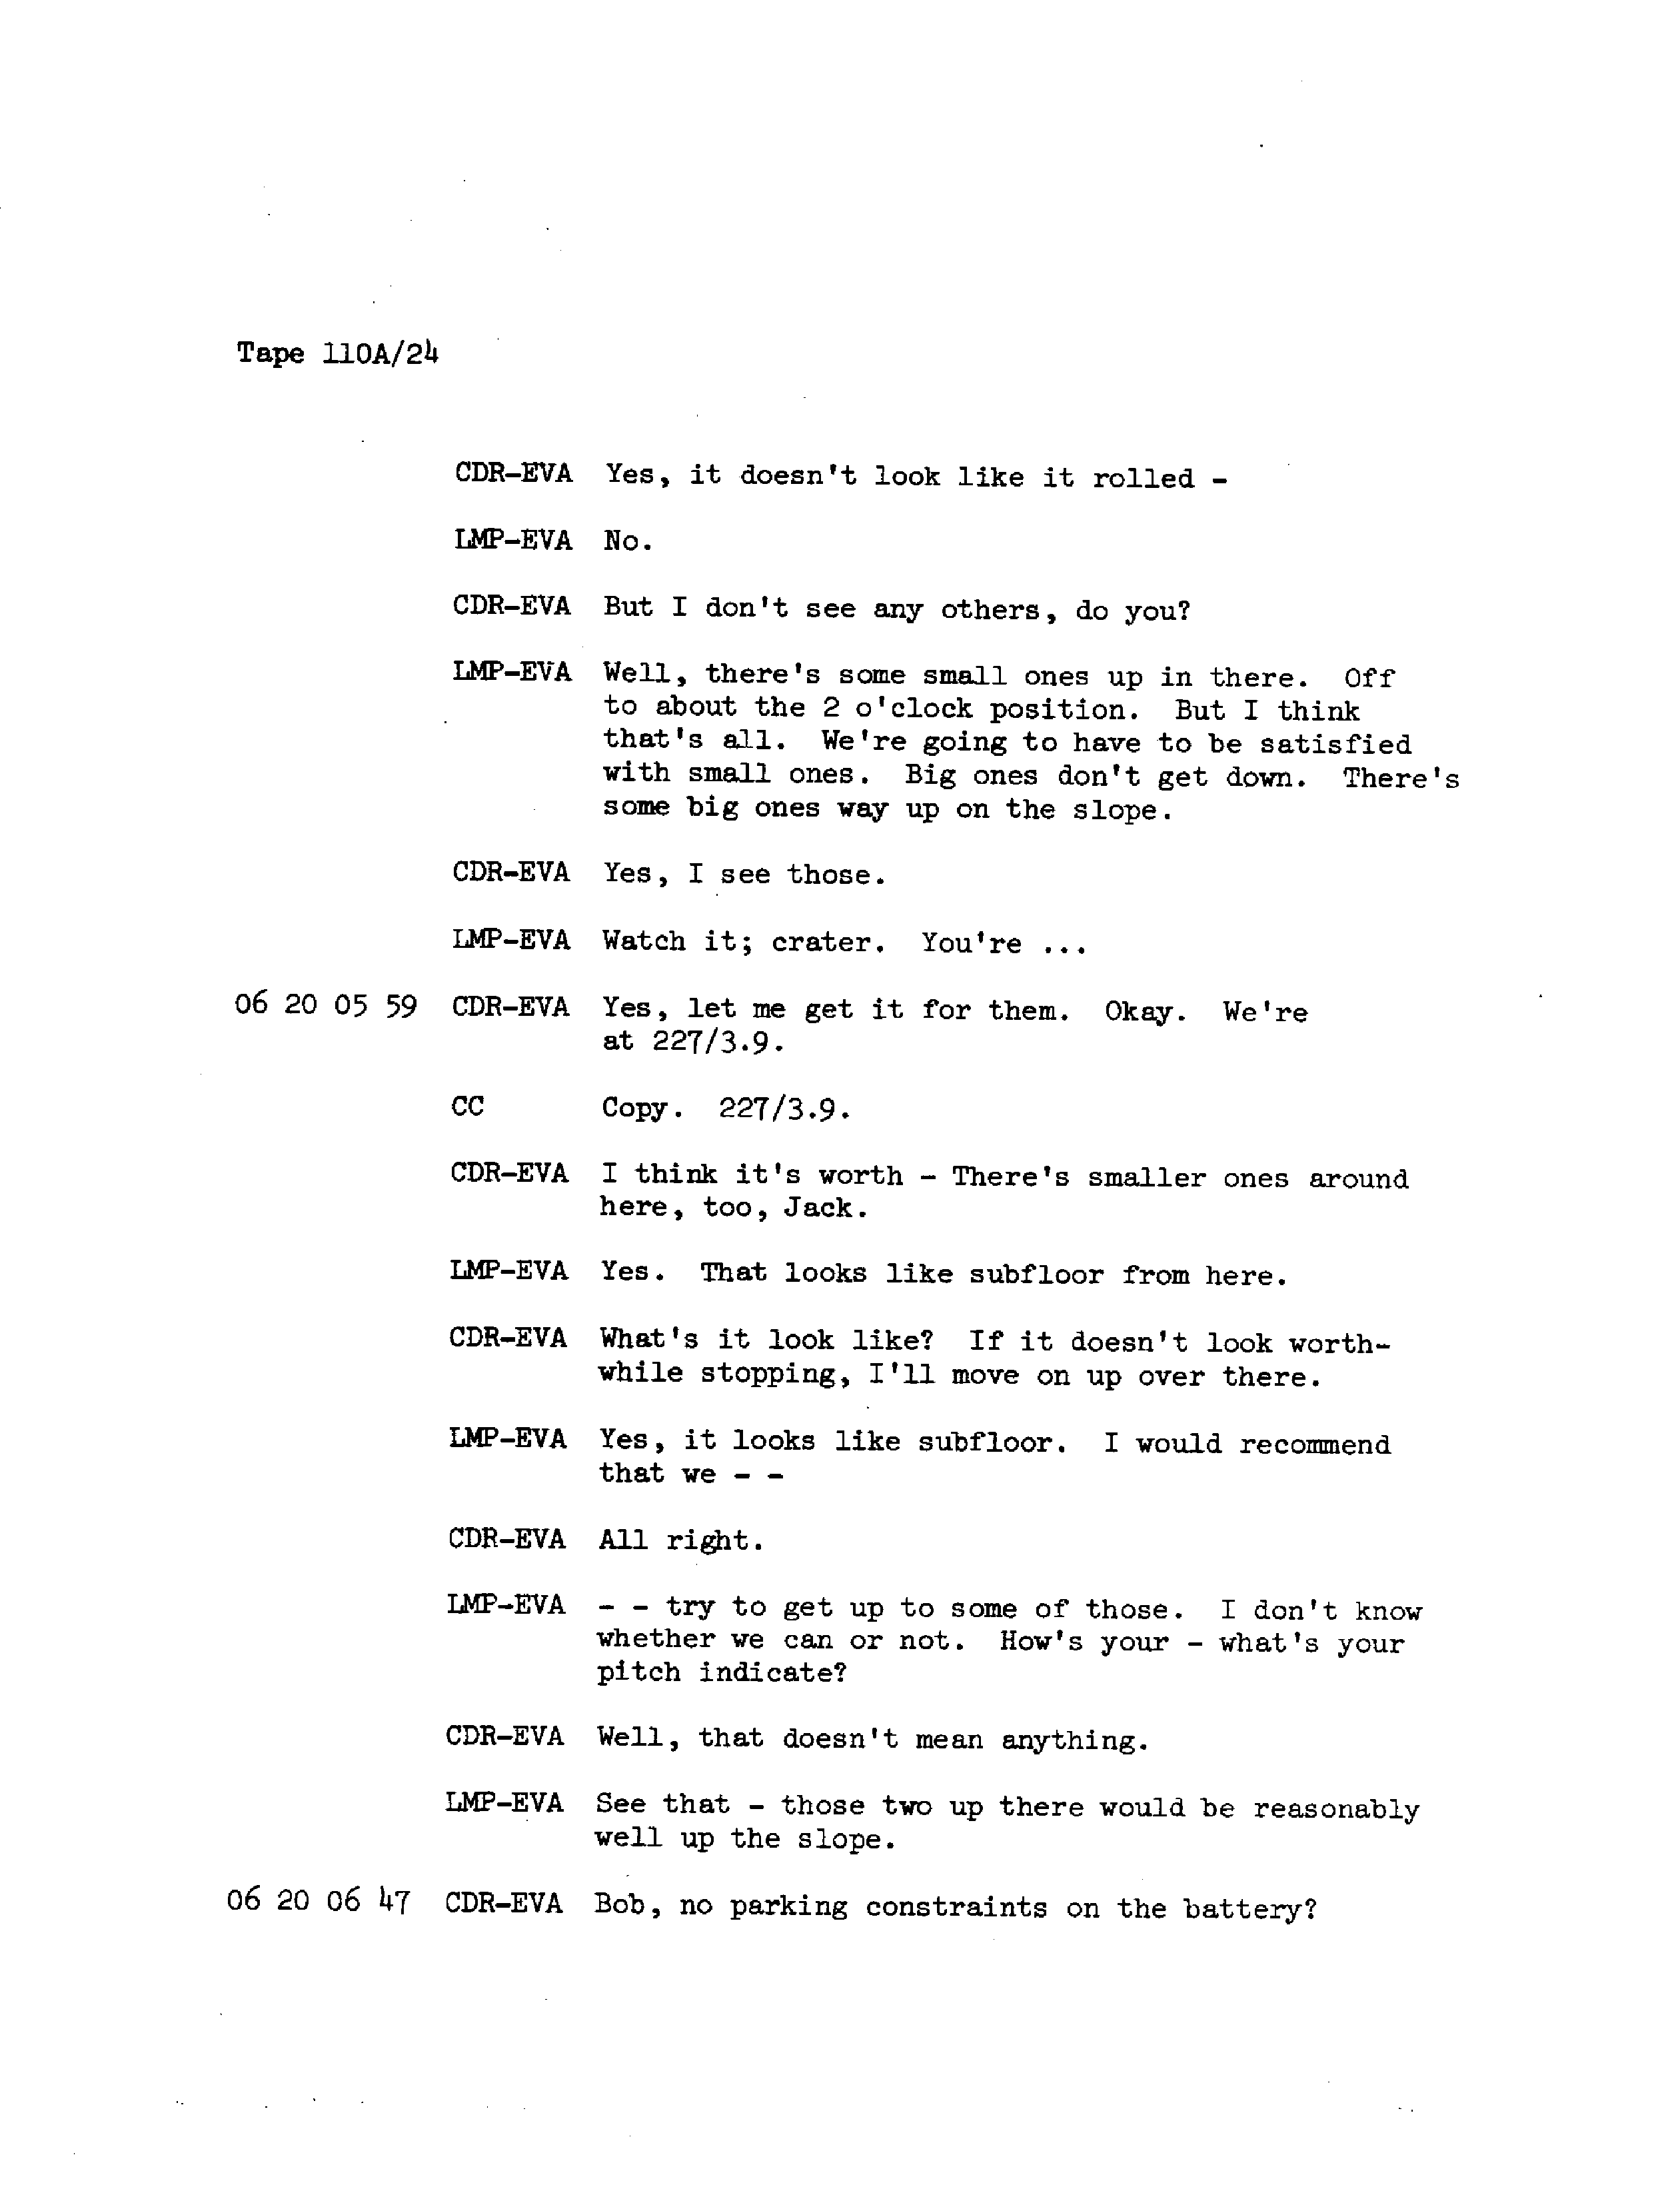 Tape 110A/24
CDR-EVA Yes, it doesn't look like it rolled -
LMP-EVA No.
CDR-EVA But I don't see any others, do you?
LMP-EVA Well, there's some small ones up in there. Off
to about the 2 o'clock position. But I think
that's all. We're going to have to be satisfied
with small ones. Big ones don't get down. There's
some big ones way up on the slope.
CDR-EVA Yes, I see those.
LMP-EVA Watch it; crater. You're ...
06 20 05 59 CDR-EVA Yes, let me get it for them. Okay. We're
at 227/3.9.
CC Copy. 227/3.9.
CDR-EVA I think it's worth - There's smaller ones around
here, too, Jack.
LMP-EVA Yes. That looks like subfloor from here.
CDR-EVA What's it look like? If it doesn't look worth-
while stopping, I'll move on up over there.
LMP-EVA Yes, it looks like subfloor. I would recommend
that we - -
CDR-EVA All right.
LMP-EVA - - try to get up to some of those. I don't know
whether we can or not. How's your - what's your
pitch indicate?
CDR-EVA Well, that doesn't mean anything.
LMP-EVA See that - those two up there would be reasonably
well up the slope.
06 20 06 47 CDR-EVA Bob, no parking constraints on the battery?